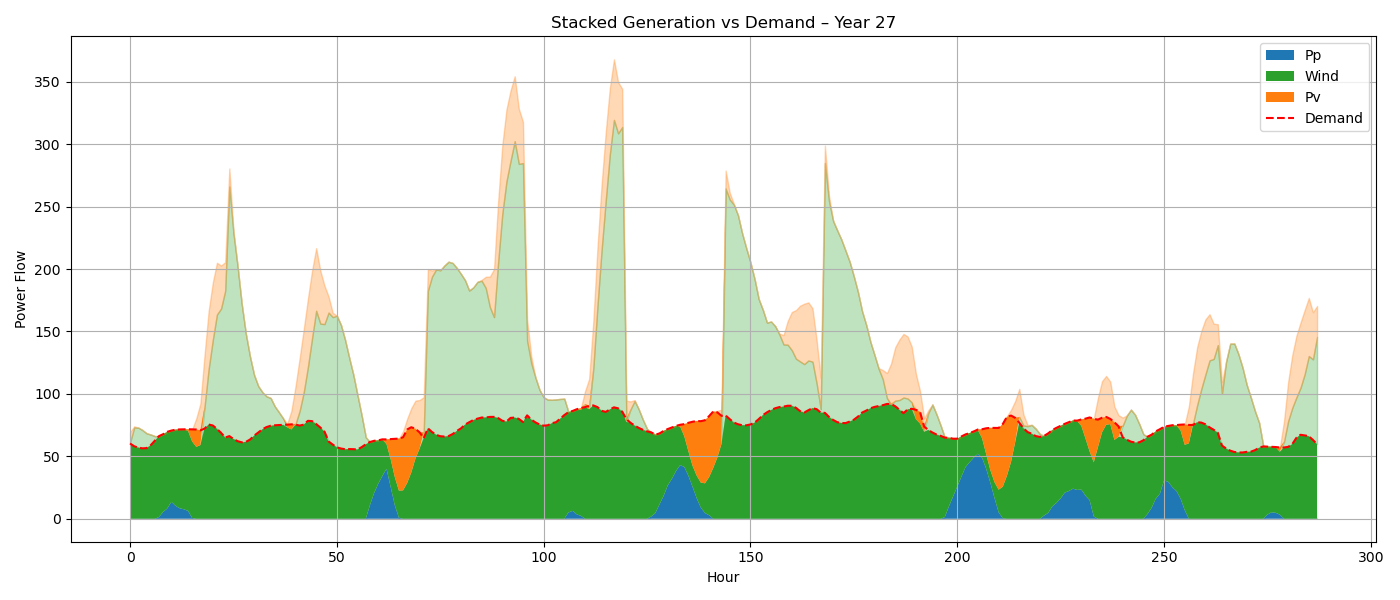 Stacked Generation vs Demand – Year 27
Pp
Wind
Pv
Demand
Power Flow
350
300
250
200
150
100
50
0
0 50 100 150 200 250 300
Hour